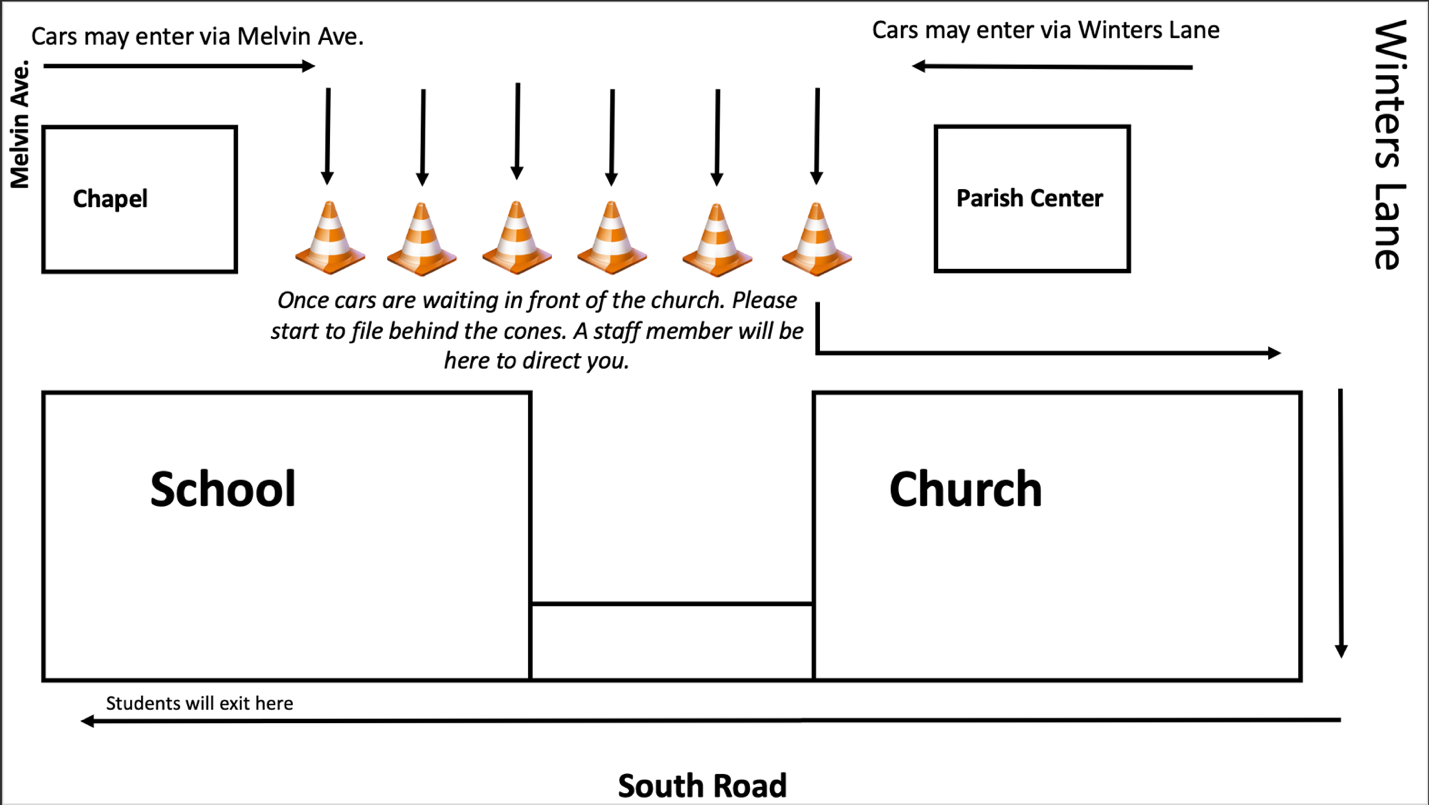 Cars may enter via Melvin Ave.
Cars may enter via Winters Lane
Melvin Ave.
Winters Lane
Chapel
Parish Center
Once cars are waiting in front of the church. Please
start to file behind the cones. A staff member will be
here to direct you.
School
Church
Students will exit here
South Road